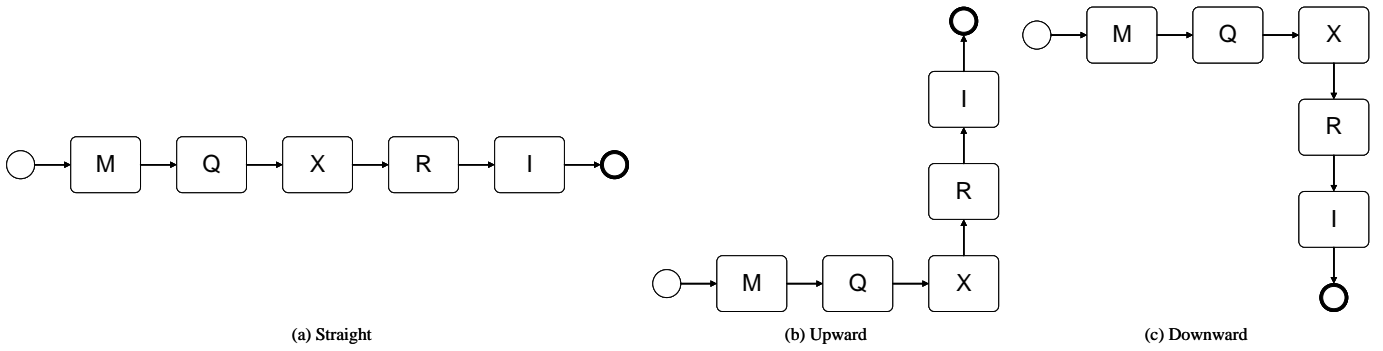 M Q X R I
(a) Straight
I
R
M Q X
(b) Upward
M Q X
R
I
(c) Downward